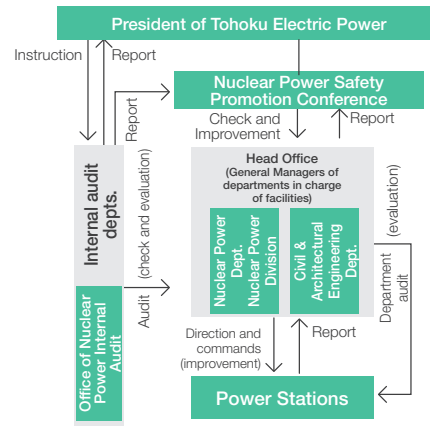 President of Tohoku Electric Power
Instruction
Report
Nuclear Power Safety
Promotion Conference
Report
Check and
Improvement
Report
Internal audit
depts.
(check and evaluation)
Audit
Office of Nuclear
Power Internal
Audit
Head Office
(General Managers of
departments in charge
of facilities)
Nuclear Power
Dept.
Nuclear Power
Division
Civil &
Architectural
Engineering
Dept.
(evaluation)
Department
audit
Direction and
commands
(improvement)
Report
Power Stations